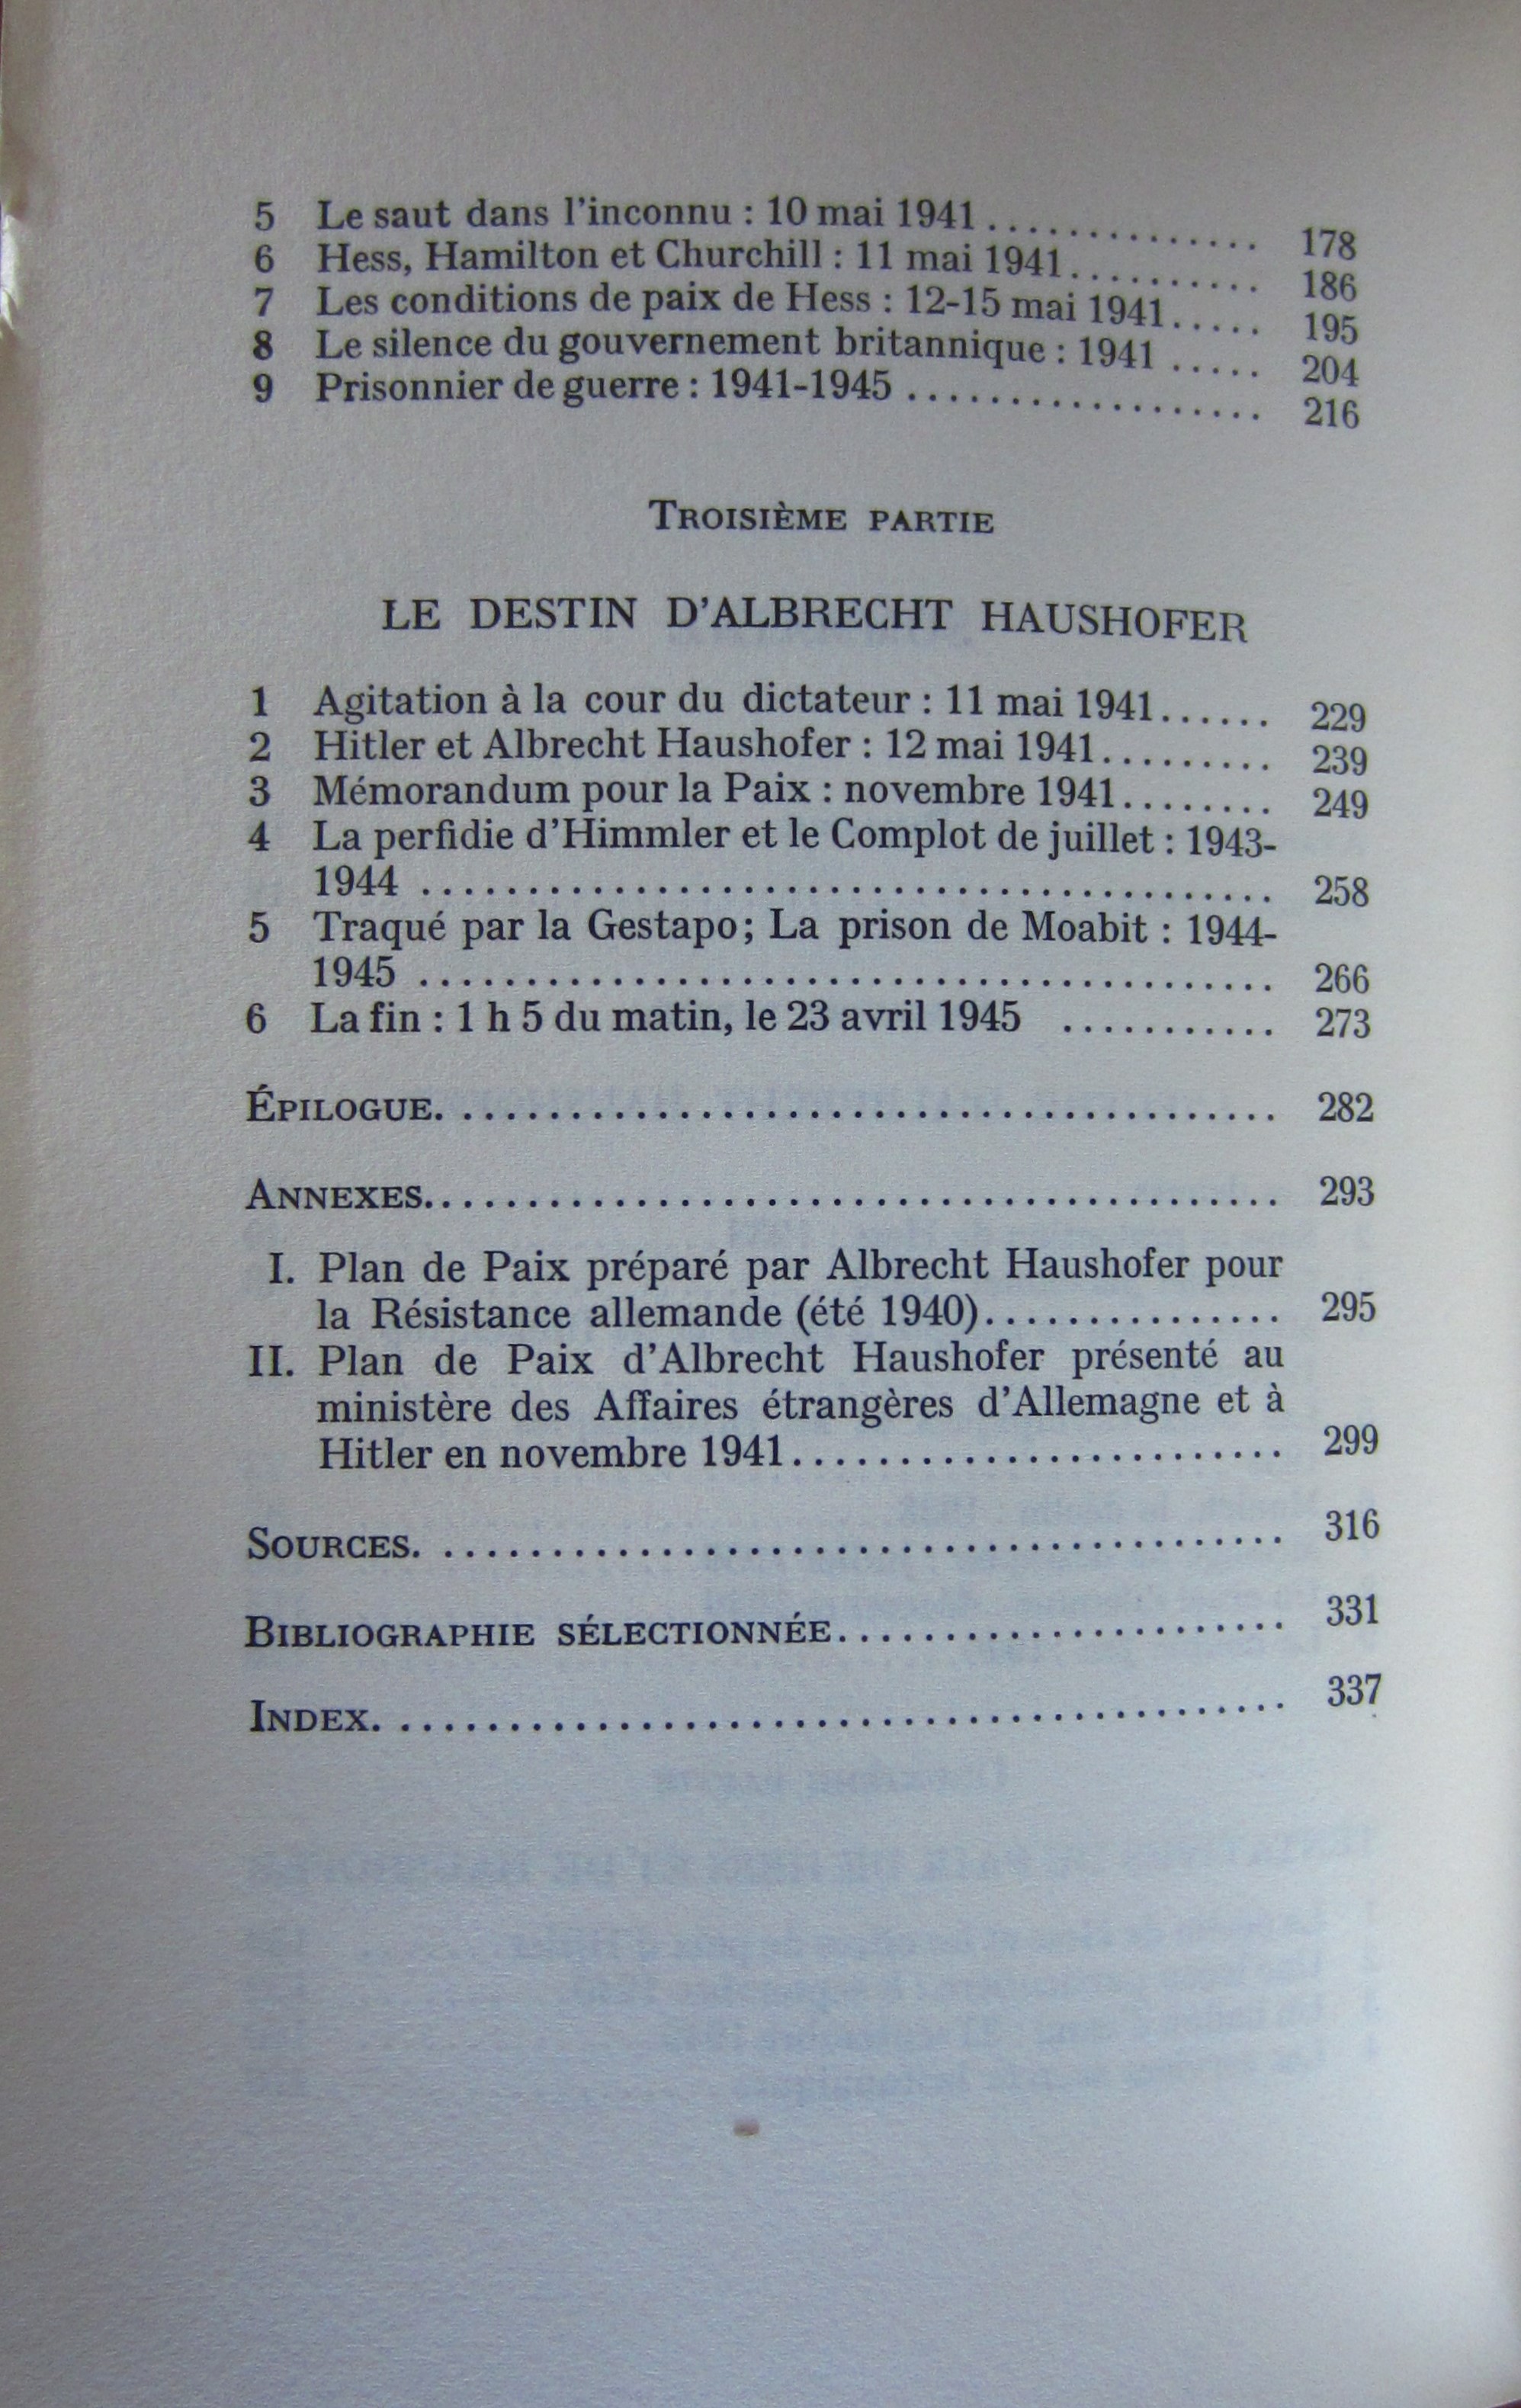 5 Le saut dans l'inconnu : 10 mai 1941 ............... 178
6 Hess, Hamilton et Churchill : 11 mai 1941 .......... 186
7 Les conditions de paix de Hess : 12-15 mai 1941 ..... 195
8 Le silence du gouvernement britannique : 1941 ..... 204
9 Prisonnier de guerre : 1941-1945 ................. 216
TROISIÈME PARTIE
LE DESTIN D'ALBRECHT HAUSHOFER
1 Agitation à la cour du dictateur : 11 mai 1941 ...... 229
2 Hitler et Albrecht Haushofer : 12 mai 1941 ......... 239
3 Mémorandum pour la Paix : novembre 1941 ........ 249
4 La perfidie d'Himmler et le Complot de juillet : 1943-
1944 ........................................ 258
5 Traqué par la Gestapo; La prison de Moabit : 1944-
1945 ........................................ 266
6 La fin : 1 h 5 du matin, le 23 avril 1945 ........... 273
ÉPILOGUE ........................................ 282
ANNEXES ........................................ 293
I. Plan de Paix préparé par Albrecht Haushofer pour
la Résistance allemande (été 1940) ............... 295
II. Plan de Paix d'Albrecht Haushofer présenté au
ministère des Affaires étrangères d'Allemagne et à
Hitler en novembre 1941 ........................ 299
SOURCES ........................................ 316
BIBLIOGRAPHIE SÉLECTIONNÉE ..................... 331
INDEX ........................................ 337